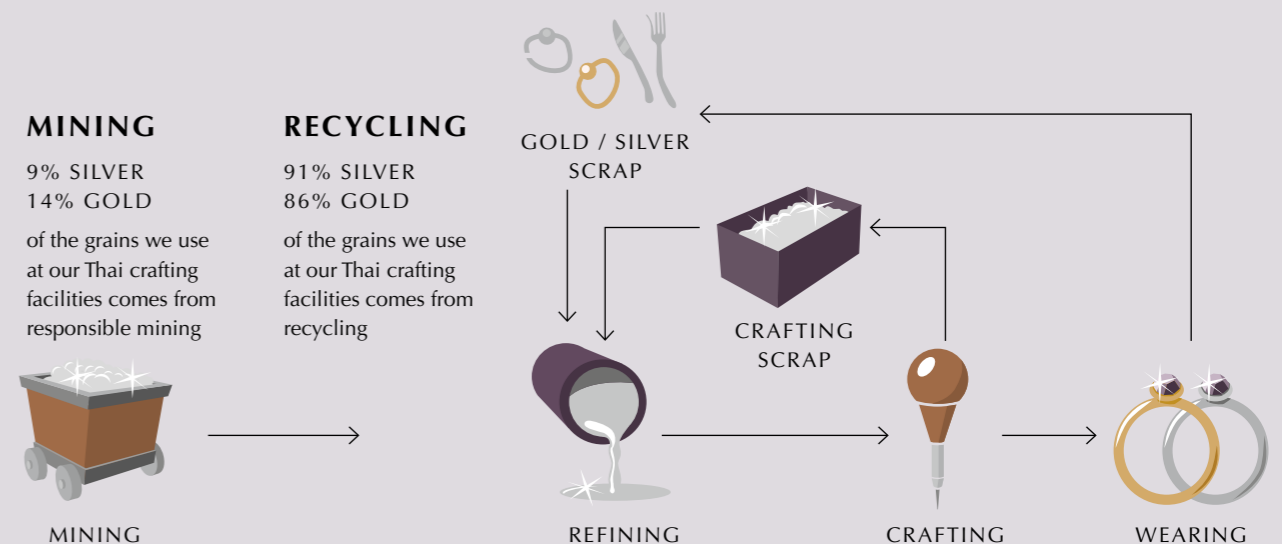 MINING
9% SILVER
14% GOLD
of the grains we use
at our Thai crafting
facilities comes from
responsible mining
RECYCLING
91% SILVER
86% GOLD
of the grains we use
at our Thai crafting
facilities comes from
recycling
GOLD / SILVER
SCRAP
CRAFTING
SCRAP
MINING
REFINING
CRAFTING
WEARING